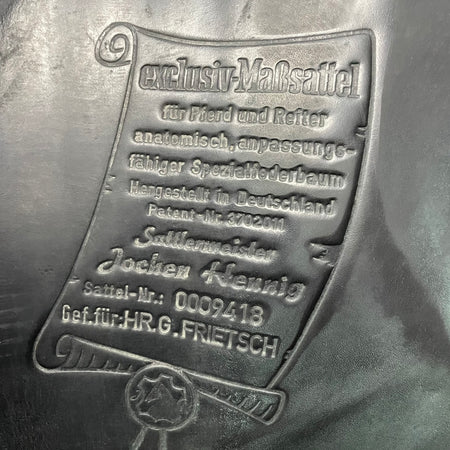 exclusiv-Maßsattel
für Pferd und Reiter
anatomisch, anpassungs-
fähiger Spezialfederbaum
Hergestellt in Deutschland
Patent-Nr. 3702011
Sattlermeister
Jochen Hennig
Sattel-Nr.: 0009418
Gef.für:HR.G.FRIETSCH